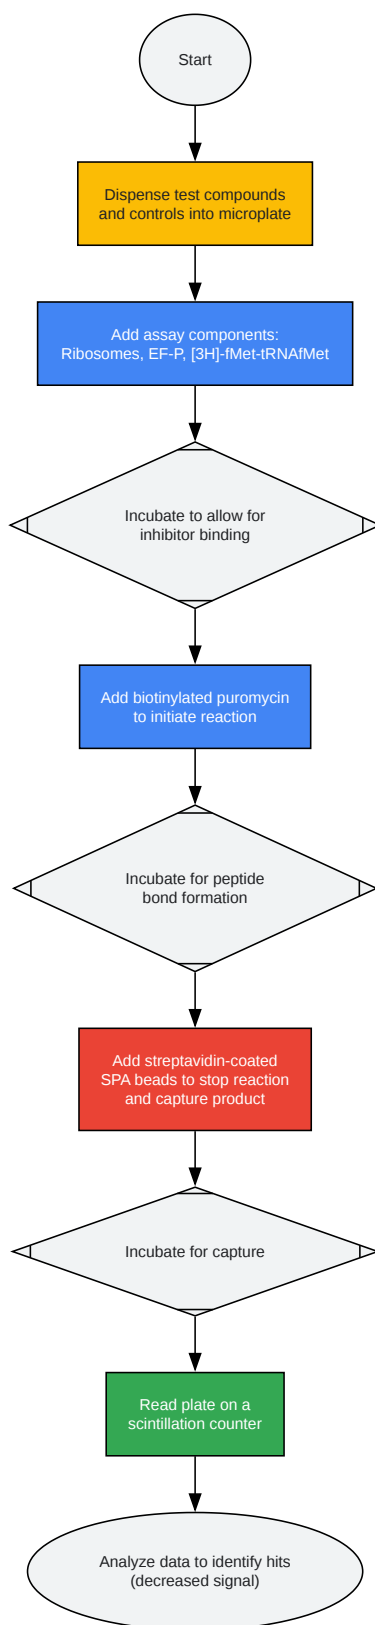 Start
Dispense test compounds
and controls into microplate
Add assay components:
Ribosomes, EF-P, [3H]-fMet-tRNAfMet
Incubate to allow for
inhibitor binding
Add biotinylated puromycin
to initiate reaction
Incubate for peptide
bond formation
Add streptavidin-coated
SPA beads to stop reaction
and capture product
Incubate for capture
Read plate on a
scintillation counter
Analyze data to identify hits
(decreased signal)